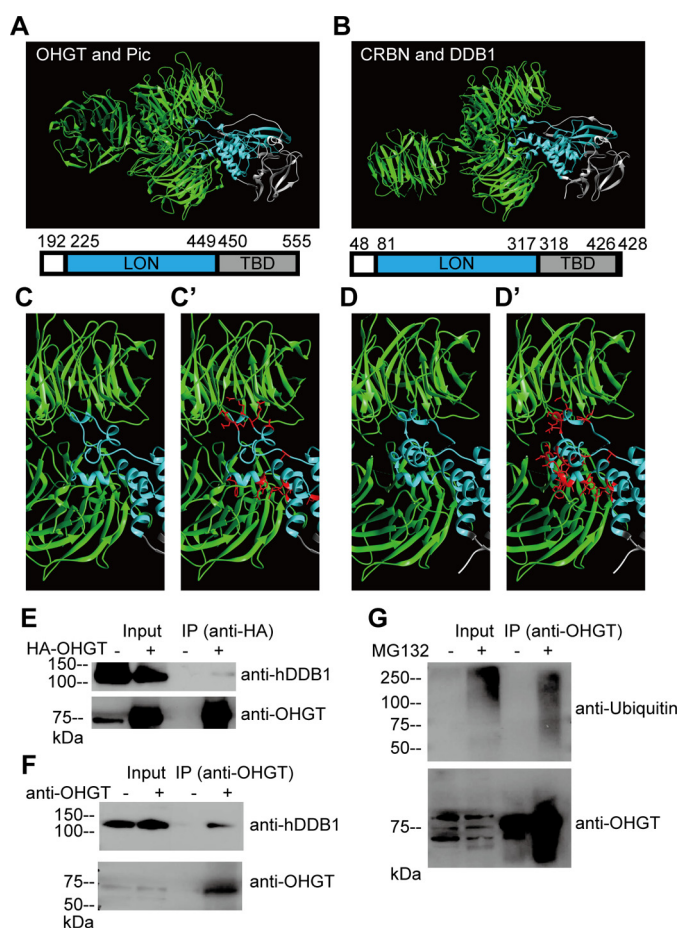 A
B
OHGT and Pic
CRBN and DDB1
192 225 449 450 555
LON TBD
48 81 317 318 426 428
LON TBD
C C' D D'
E
Input IP (anti-HA)
HA-OHGT - + - +
150--
100--
anti-hDDB1
75--
anti-OHGT
kDa
F
Input IP (anti-OHGT)
anti-OHGT - + - +
150--
100--
anti-hDDB1
75--
anti-OHGT
50--
kDa
G
Input IP (anti-OHGT)
MG132 - + - +
250--
100--
anti-Ubiquitin
75--
50--
75--
anti-OHGT
kDa